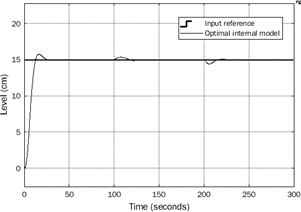 Input reference
Optimal internal model
20
15
10
5
0
Level (cm)
0 50 100 150 200 250 300
Time (seconds)